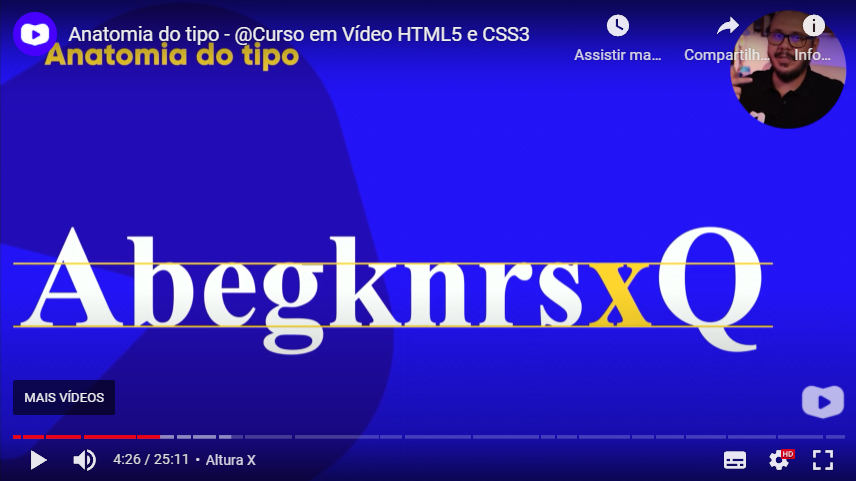 Anatomia do tipo - @Curso em Vídeo HTML5 e CSS3
Assistir ma...
Compartilh...
Info...
Anatomia do tipo
AbegknrsxQ
MAIS VÍDEOS
4:26 / 25:11 • Altura X
HD